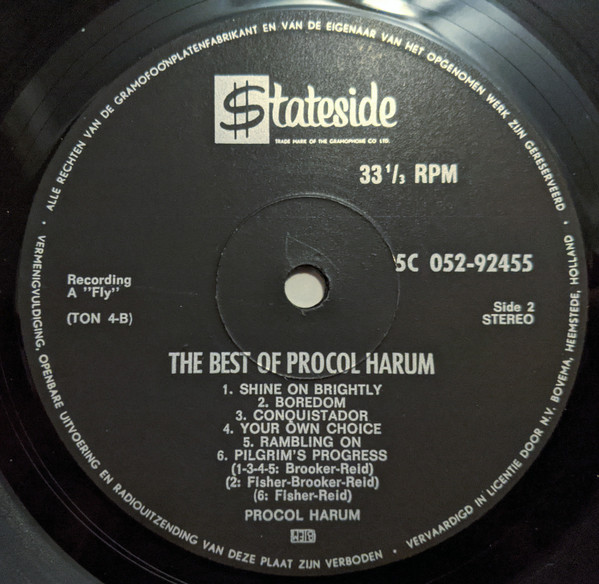 • ALLE RECHTEN VAN DE GRAMOFOONPLATENFABRIKANT EN VAN DE EIGENAAR VAN HET OPGENOMEN WERK ZIJN GERESERVEERD •
$tateside
TRADE MARK OF THE GRAMOPHONE CO LTD.
33 1/3 RPM
5C 052-92455
Recording
A "Fly"
(TON 4-B)
Side 2
STEREO
THE BEST OF PROCOL HARUM
1. SHINE ON BRIGHTLY
2. BOREDOM
3. CONQUISTADOR
4. YOUR OWN CHOICE
5. RAMBLING ON
6. PILGRIM'S PROGRESS
(1-3-4-5: Brooker-Reid)
(2: Fisher-Brooker-Reid)
(6: Fisher-Reid)
PROCOL HARUM
VERMENIGVULDIGING, OPENBARE UITVOERING EN RADIOUITZENDING VAN DEZE PLAAT ZIJN VERBODEN •
VERVAARDIGD IN LICENTIE DOOR N.V. BOVEMA, HEEMSTEDE, HOLLAND